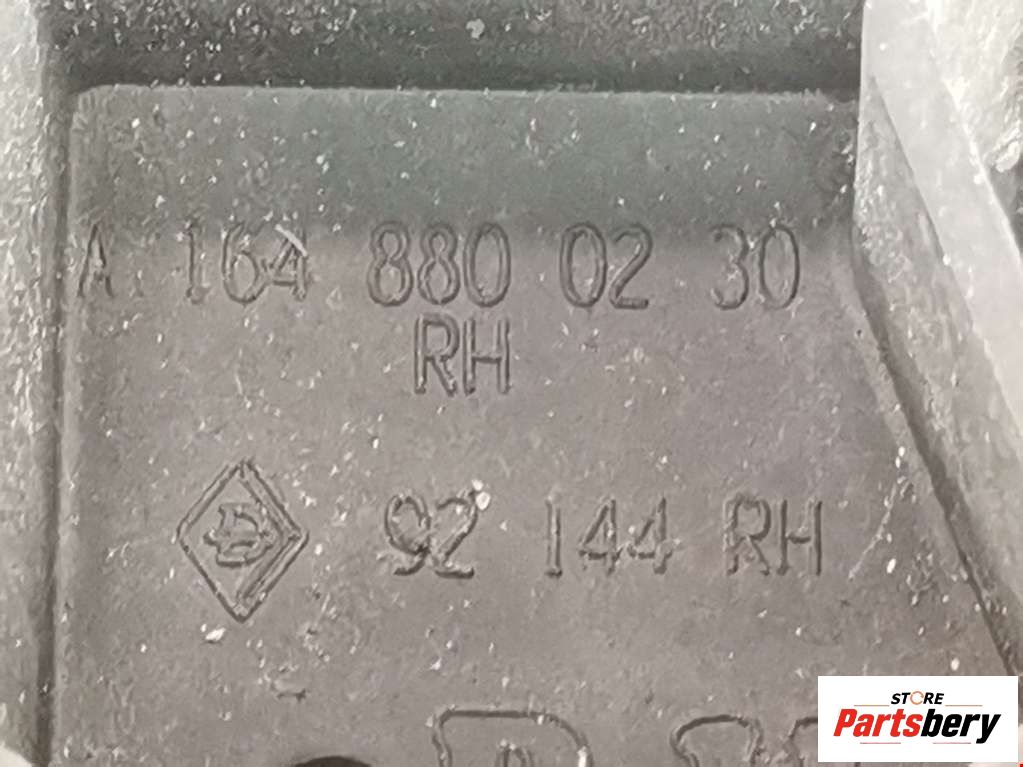 A 164 880 02 30
RH
92 144 RH
STORE
Partsbery